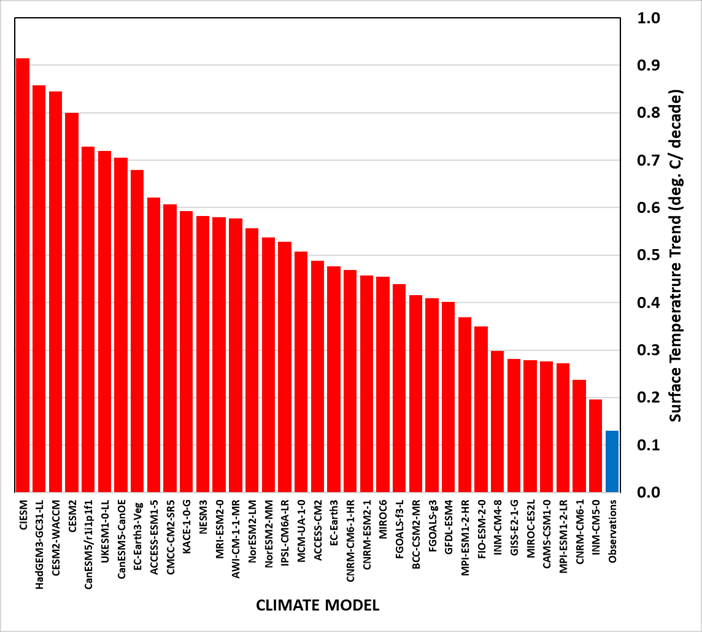 1.0
0.9
0.8
0.7
0.6
0.5
0.4
0.3
0.2
0.1
0.0
Surface Temperatrure Trend (deg. C/ decade)
CIESM
HadGEM3-GC31-LL
CESM2-WACCM
CESM2
CanESM5/r1i1p1f1
UKESM1-0-LL
CanESM5-CanOE
EC-Earth3-Veg
ACCESS-ESM1-5
CMCC-CM2-SR5
KACE-1-0-G
NESM3
MRI-ESM2-0
AWI-CM-1-1-MR
NorESM2-LM
NorESM2-MM
IPSL-CM6A-LR
MCM-UA-1-0
ACCESS-CM2
EC-Earth3
CNRM-CM6-1-HR
CNRM-ESM2-1
MIROC6
FGOALS-f3-L
BCC-CSM2-MR
FGOALS-g3
GFDL-ESM4
MPI-ESM1-2-HR
FIO-ESM-2-0
INM-CM4-8
GISS-E2-1-G
MIROC-ES2L
CAMS-CSM1-0
MPI-ESM1-2-LR
CNRM-CM6-1
INM-CM5-0
Observations
CLIMATE MODEL